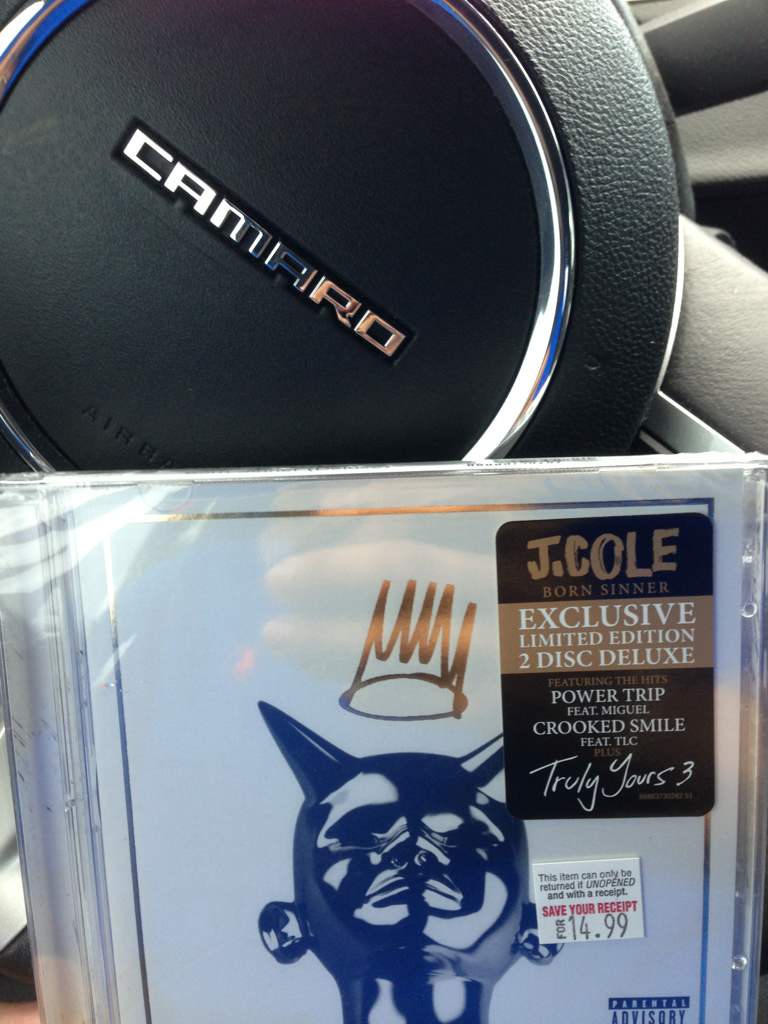 CAMARO
AIRBA
J.COLE
BORN SINNER
EXCLUSIVE
LIMITED EDITION
2 DISC DELUXE
FEATURING THE HITS
POWER TRIP
FEAT. MIGUEL
CROOKED SMILE
FEAT. TLC
PLUS
Truly Yours 3
This item can only be
returned if UNOPENED
and with a receipt.
SAVE YOUR RECEIPT
FOR 14.99
PARENTAL
ADVISORY